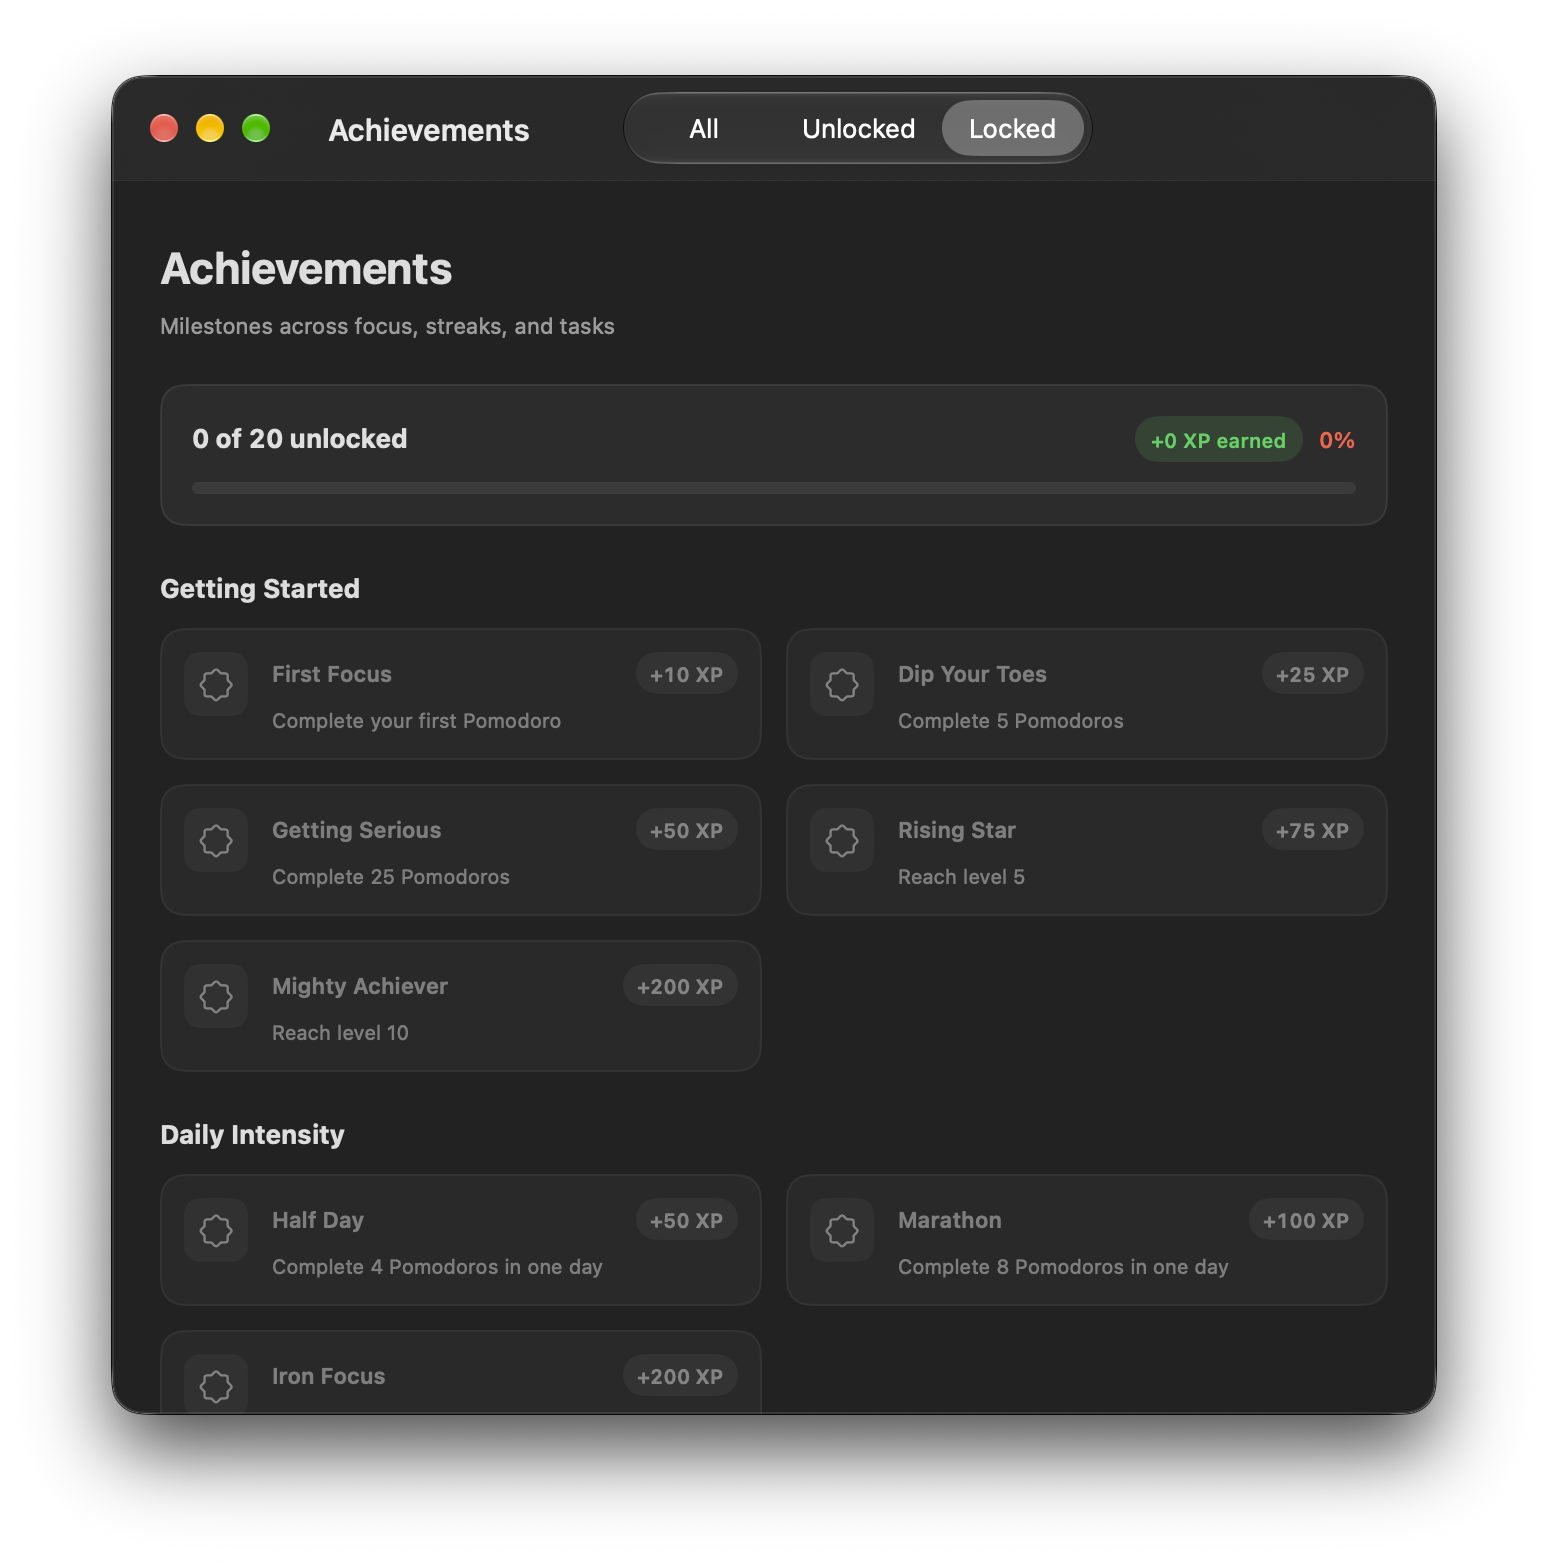 Achievements
All
Unlocked
Locked
Achievements
Milestones across focus, streaks, and tasks
0 of 20 unlocked
+0 XP earned
0%
Getting Started
First Focus
+10 XP
Complete your first Pomodoro
Dip Your Toes
+25 XP
Complete 5 Pomodoros
Getting Serious
+50 XP
Complete 25 Pomodoros
Rising Star
+75 XP
Reach level 5
Mighty Achiever
+200 XP
Reach level 10
Daily Intensity
Half Day
+50 XP
Complete 4 Pomodoros in one day
Marathon
+100 XP
Complete 8 Pomodoros in one day
Iron Focus
+200 XP